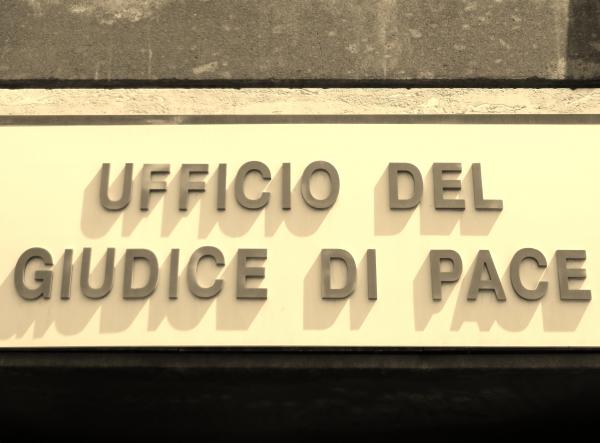 UFFICIO DEL
GIUDICE DI PACE